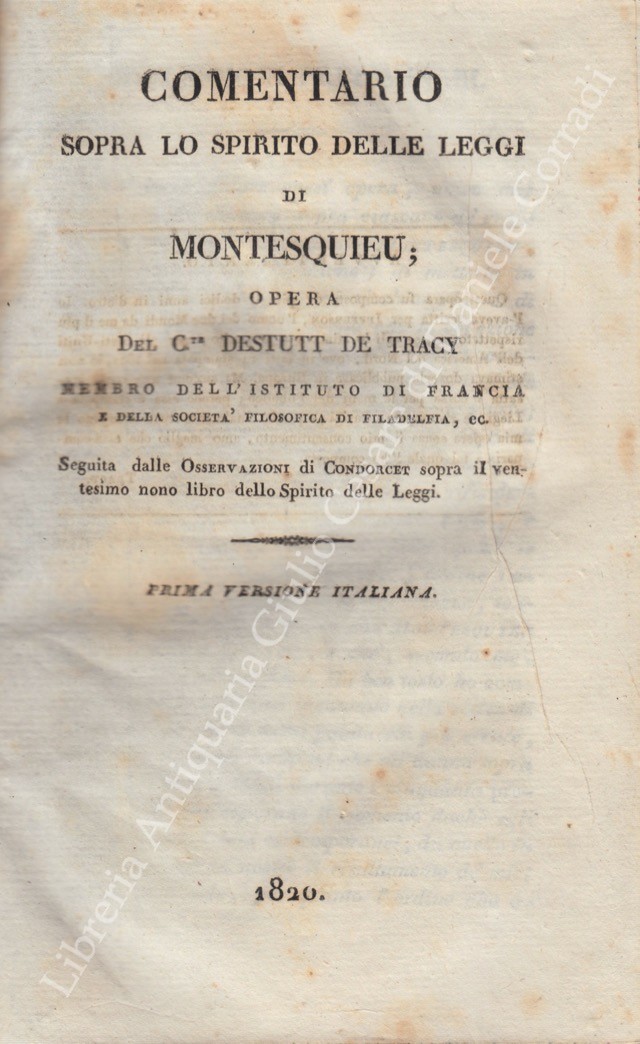 COMENTARIO
SOPRA LO SPIRITO DELLE LEGGI
DI
MONTESQUIEU;
OPERA
DEL C.TE DESTUTT DE TRACY
MEMBRO DELL'ISTITUTO DI FRANCIA
E DELLA SOCIETA' FILOSOFICA DI FILADELFIA, EC.
Seguita dalle OSSERVAZIONI di CONDORCET sopra il ven-
tesimo nono libro dello Spirito delle Leggi.
PRIMA VERSIONE ITALIANA.
1820.
Libreria Antiquaria Giulio Cesare di Daniele Corradi